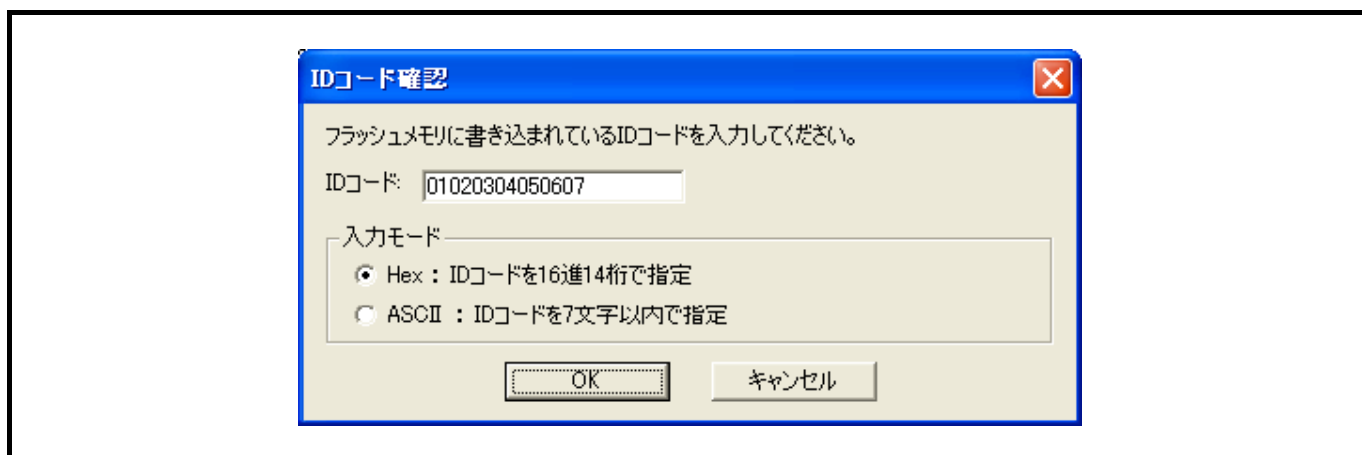 IDコード確認
フラッシュメモリに書き込まれているIDコードを入力してください。
IDコード: 01020304050607
入力モード
Hex : IDコードを16進14桁で指定
ASCII : IDコードを7文字以内で指定
OK キャンセル